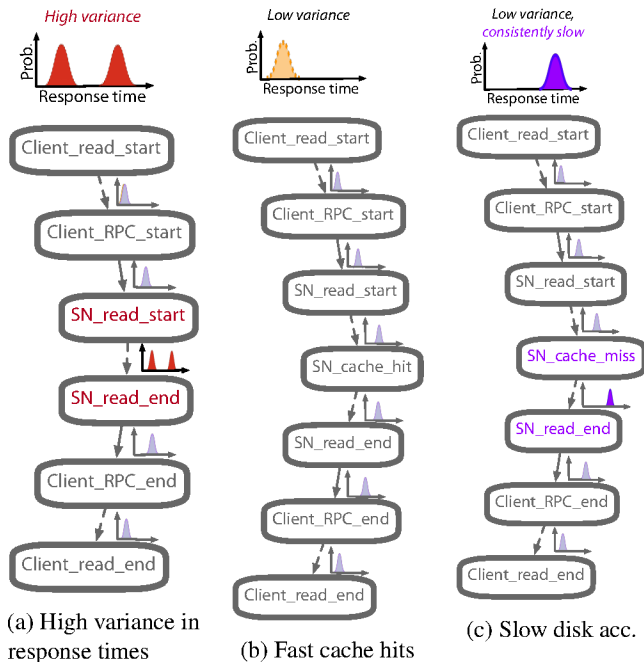 High variance
Prob.
Response time
Client_read_start
Client_RPC_start
SN_read_start
SN_read_end
Client_RPC_end
Client_read_end
(a) High variance in
response times
Low variance
Prob.
Response time
Client_read_start
Client_RPC_start
SN_read_start
SN_cache_hit
SN_read_end
Client_RPC_end
Client_read_end
(b) Fast cache hits
Low variance,
consistently slow
Prob.
Response time
Client_read_start
Client_RPC_start
SN_read_start
SN_cache_miss
SN_read_end
Client_RPC_end
Client_read_end
(c) Slow disk acc.